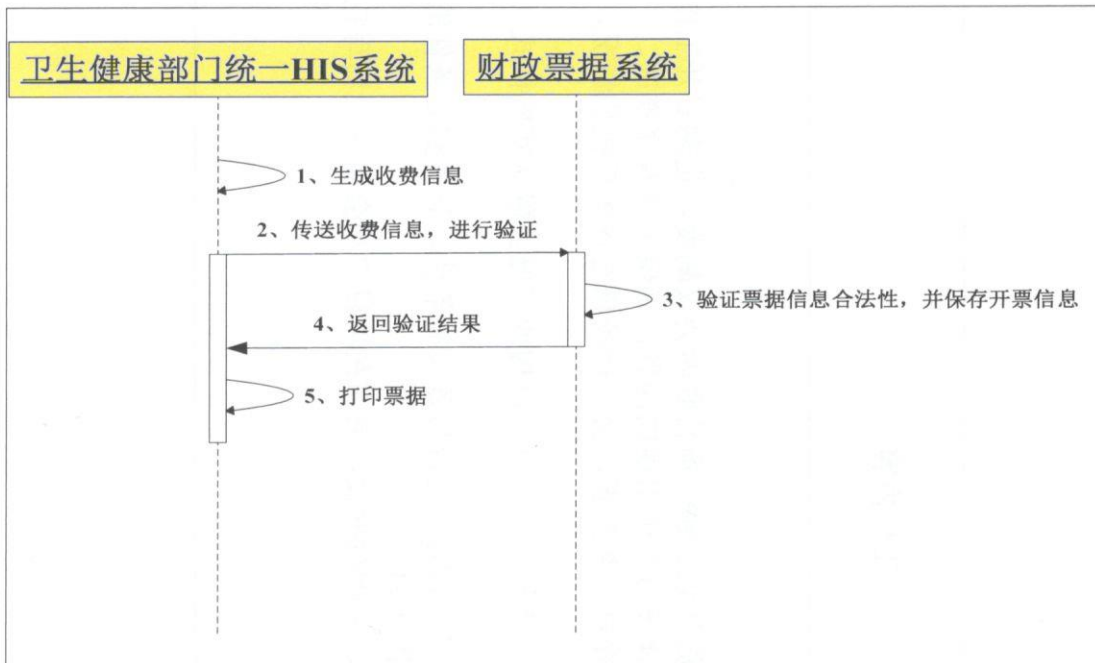 卫生健康部门统一HIS系统
财政票据系统
1、生成收费信息
2、传送收费信息，进行验证
3、验证票据信息合法性，并保存开票信息
4、返回验证结果
5、打印票据